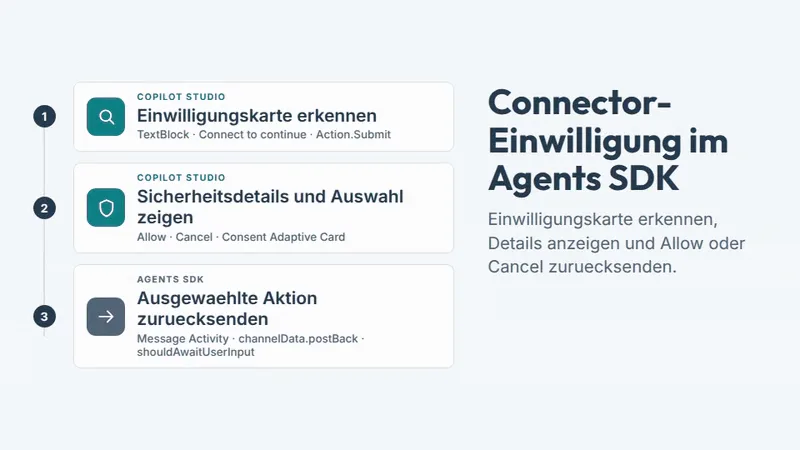 1
COPILOT STUDIO
Einwilligungskarte erkennen
TextBlock · Connect to continue · Action.Submit
2
COPILOT STUDIO
Sicherheitsdetails und Auswahl
zeigen
Allow · Cancel · Consent Adaptive Card
3
AGENTS SDK
Ausgewaehlte Aktion
zuruecksenden
Message Activity · channelData.postBack ·
shouldAwaitUserInput
Connector-
Einwilligung im
Agents SDK
Einwilligungskarte erkennen,
Details anzeigen und Allow oder
Cancel zuruecksenden.